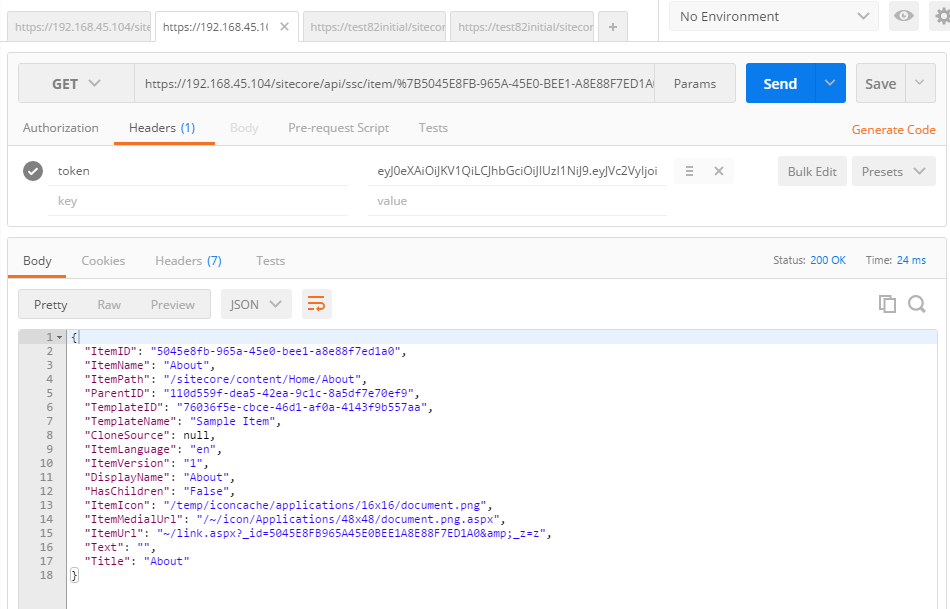 https://192.168.45.104/site
https://192.168.45.10
https://test82initial/sitecor
https://test82initial/sitecor
+
No Environment
GET
https://192.168.45.104/sitecore/api/ssc/item/%7B5045E8FB-965A-45E0-BEE1-A8E88F7ED1A
Params
Send
Save
Authorization
Headers (1)
Body
Pre-request Script
Tests
Generate Code
token
eyJ0eXAiOiJKV1QiLCJhbGciOiJIUzI1NiJ9.eyJVc2VyIjoi
Bulk Edit
Presets
key
value
Body
Cookies
Headers (7)
Tests
Status: 200 OK
Time: 24 ms
Pretty
Raw
Preview
JSON
1 {
2 "ItemID": "5045e8fb-965a-45e0-bee1-a8e88f7ed1a0",
3 "ItemName": "About",
4 "ItemPath": "/sitecore/content/Home/About",
5 "ParentID": "110d559f-dea5-42ea-9c1c-8a5df7e70ef9",
6 "TemplateID": "76036f5e-cbce-46d1-af0a-4143f9b557aa",
7 "TemplateName": "Sample Item",
8 "CloneSource": null,
9 "ItemLanguage": "en",
10 "ItemVersion": "1",
11 "DisplayName": "About",
12 "HasChildren": "False",
13 "ItemIcon": "/temp/iconcache/applications/16x16/document.png",
14 "ItemMedialUrl": "/~/icon/Applications/48x48/document.png.aspx",
15 "ItemUrl": "~/link.aspx?_id=5045E8FB965A45E0BEE1A8E88F7ED1A0&amp;_z=z",
16 "Text": "",
17 "Title": "About"
18 }